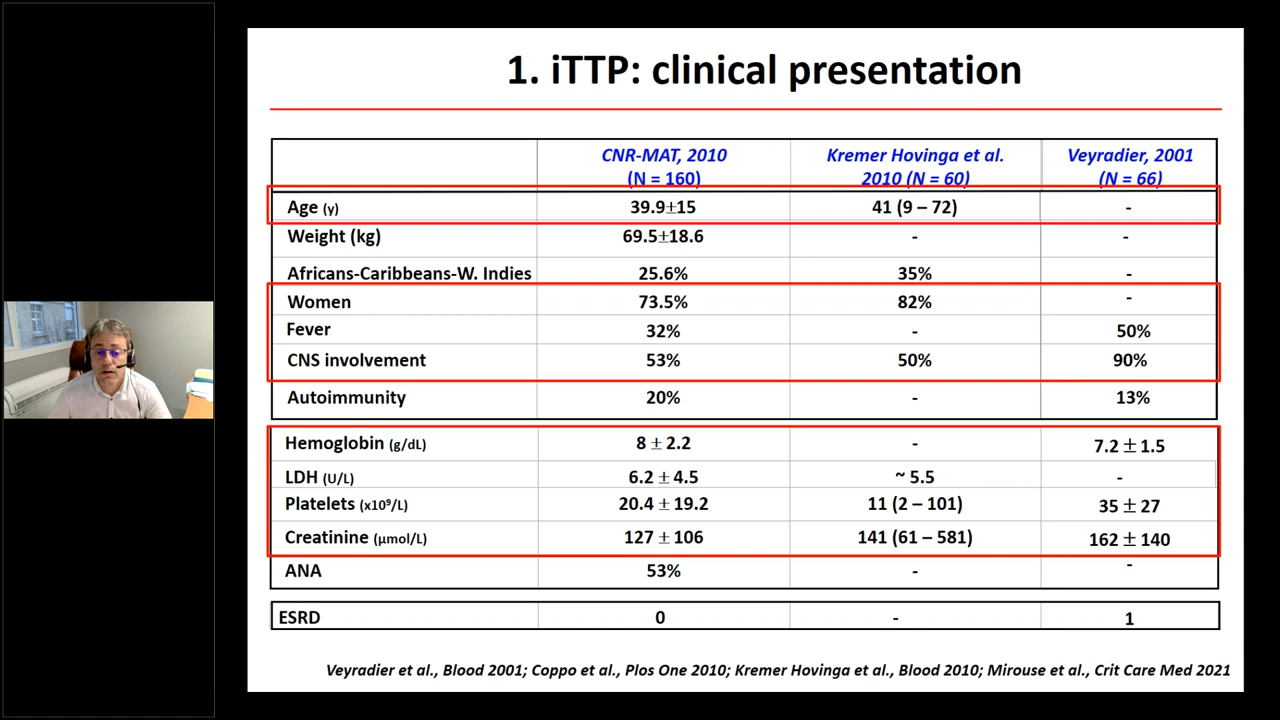 1. iTTP: clinical presentation
CNR-MAT, 2010 Kremer Hovinga et al. Veyradier, 2001
(N = 160) 2010 (N = 60) (N = 66)
Age (y) 39.9±15 41 (9 – 72) -
Weight (kg) 69.5±18.6 - -
Africans-Caribbeans-W. Indies 25.6% 35% -
Women 73.5% 82% -
Fever 32% - 50%
CNS involvement 53% 50% 90%
Autoimmunity 20% - 13%
Hemoglobin (g/dL) 8 ± 2.2 - 7.2 ± 1.5
LDH (U/L) 6.2 ± 4.5 ~ 5.5 -
Platelets (x10⁹/L) 20.4 ± 19.2 11 (2 – 101) 35 ± 27
Creatinine (µmol/L) 127 ± 106 141 (61 – 581) 162 ± 140
ANA 53% - -
ESRD 0 - 1
Veyradier et al., Blood 2001; Coppo et al., Plos One 2010; Kremer Hovinga et al., Blood 2010; Mirouse et al., Crit Care Med 2021